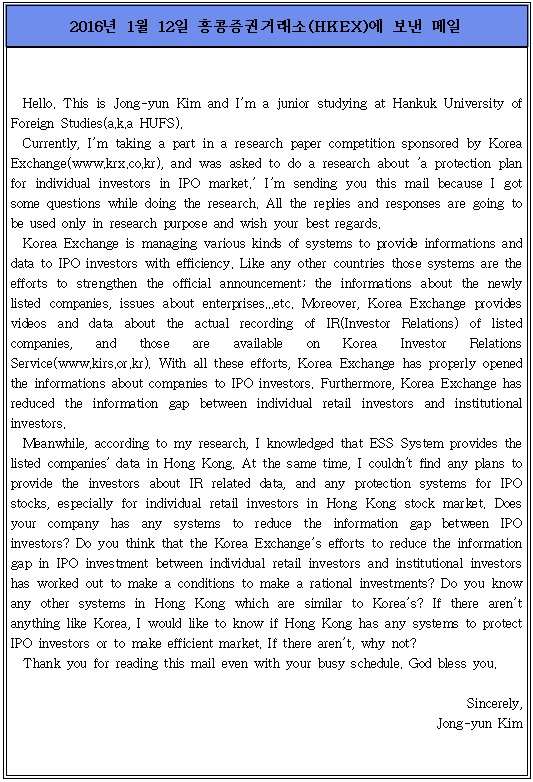 2016년 1월 12일 홍콩증권거래소(HKEX)에 보낸 메일
Hello. This is Jong-yun Kim and I'm a junior studying at Hankuk University of
Foreign Studies(a.k.a HUFS).
Currently, I'm taking a part in a research paper competition sponsored by Korea
Exchange(www.krx.co.kr), and was asked to do a research about 'a protection plan
for individual investors in IPO market.' I'm sending you this mail because I got
some questions while doing the research. All the replies and responses are going to
be used only in research purpose and wish your best regards.
Korea Exchange is managing various kinds of systems to provide informations and
data to IPO investors with efficiency. Like any other countries those systems are the
efforts to strengthen the official announcement; the informations about the newly
listed companies, issues about enterprises...etc. Moreover, Korea Exchange provides
videos and data about the actual recording of IR(Investor Relations) of listed
companies, and those are available on Korea Investor Relations
Service(www.kirs.or.kr). With all these efforts, Korea Exchange has properly opened
the informations about companies to IPO investors. Furthermore, Korea Exchange has
reduced the information gap between individual retail investors and institutional
investors.
Meanwhile, according to my research, I knowledged that ESS System provides the
listed companies' data in Hong Kong. At the same time, I couldn't find any plans to
provide the investors about IR related data, and any protection systems for IPO
stocks, especially for individual retail investors in Hong Kong stock market. Does
your company has any systems to reduce the information gap between IPO
investors? Do you think that the Korea Exchange's efforts to reduce the information
gap in IPO investment between individual retail investors and institutional investors
has worked out to make a conditions to make a rational investments? Do you know
any other systems in Hong Kong which are similar to Korea's? If there aren't
anything like Korea, I would like to know if Hong Kong has any systems to protect
IPO investors or to make efficient market. If there aren't, why not?
Thank you for reading this mail even with your busy schedule. God bless you.
Sincerely,
Jong-yun Kim